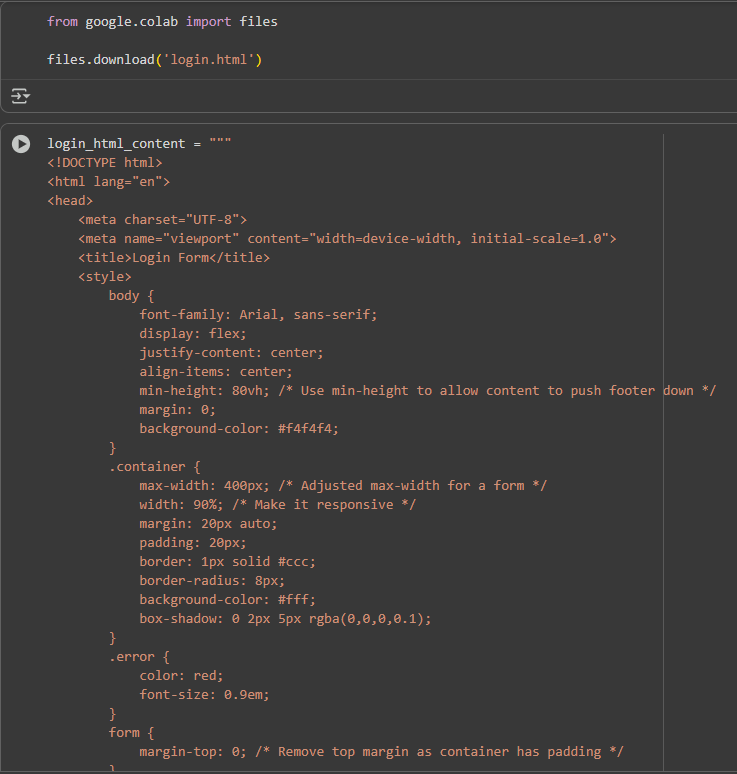 from google.colab import files
files.download('login.html')
login_html_content = """
<!DOCTYPE html>
<html lang="en">
<head>
    <meta charset="UTF-8">
    <meta name="viewport" content="width=device-width, initial-scale=1.0">
    <title>Login Form</title>
    <style>
        body {
            font-family: Arial, sans-serif;
            display: flex;
            justify-content: center;
            align-items: center;
            min-height: 80vh; /* Use min-height to allow content to push footer down */
            margin: 0;
            background-color: #f4f4f4;
        }
        .container {
            max-width: 400px; /* Adjusted max-width for a form */
            width: 90%; /* Make it responsive */
            margin: 20px auto;
            padding: 20px;
            border: 1px solid #ccc;
            border-radius: 8px;
            background-color: #fff;
            box-shadow: 0 2px 5px rgba(0,0,0,0.1);
        }
        .error {
            color: red;
            font-size: 0.9em;
        }
        form {
            margin-top: 0; /* Remove top margin as container has padding */
        }